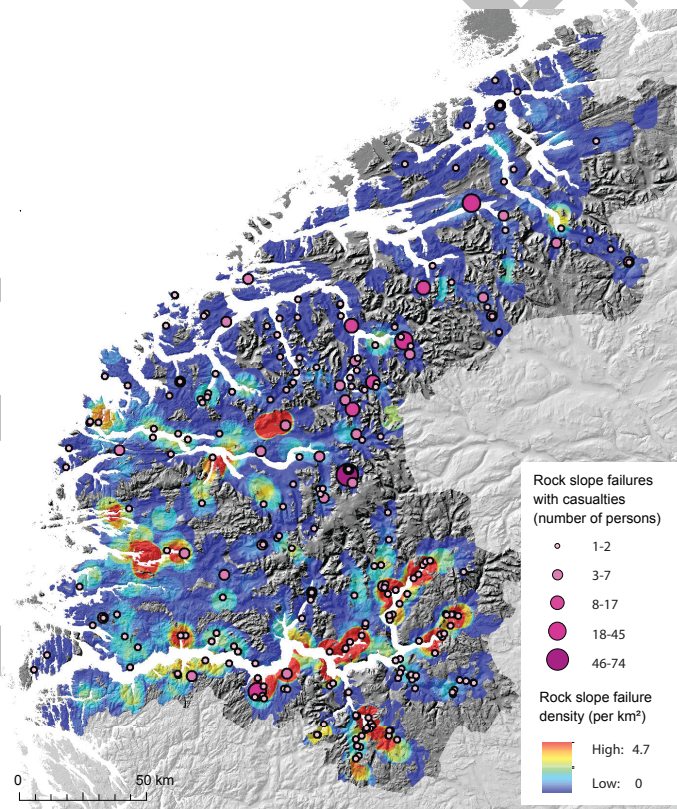 Rock slope failures
with casualties
(number of persons)
1-2
3-7
8-17
18-45
46-74
Rock slope failure
density (per km²)
High: 4.7
Low: 0
0 50 km